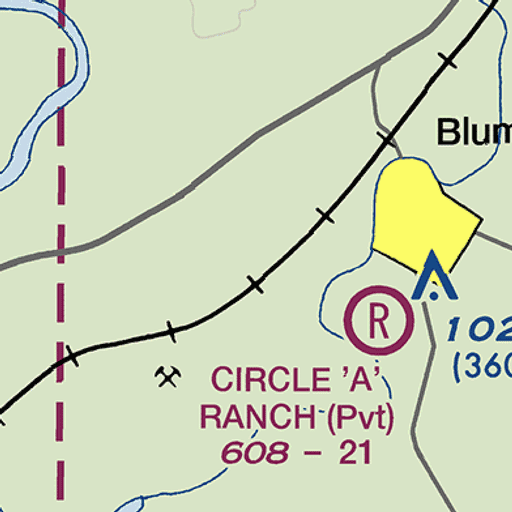 Blum
R
102
(360
CIRCLE 'A'
RANCH (Pvt)
608 - 21